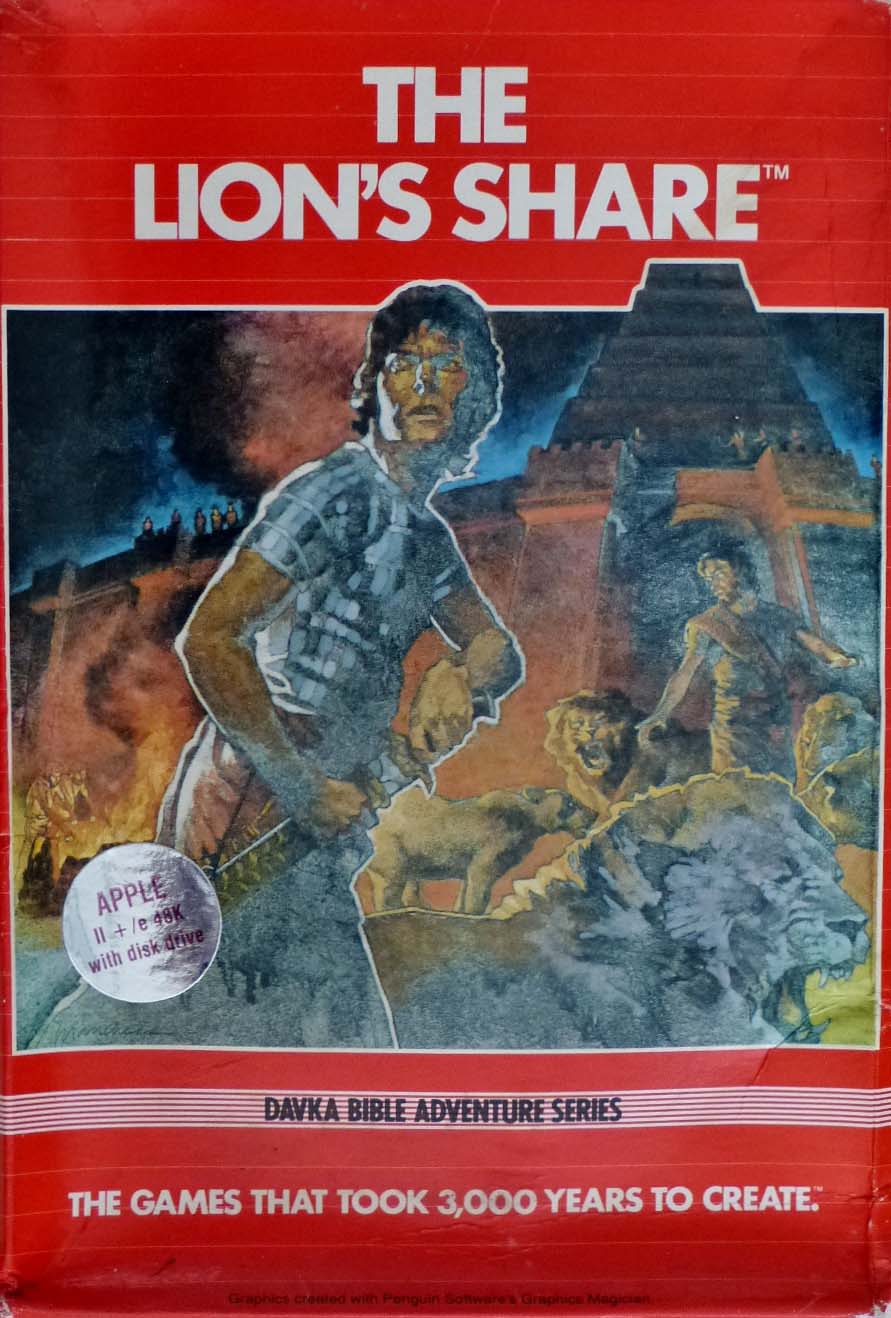 THE
LION'S SHARE™
APPLE
II +/e 48K
with disk drive
DAVKA BIBLE ADVENTURE SERIES
THE GAMES THAT TOOK 3,000 YEARS TO CREATE.™
Graphics created with Penguin Software's Graphics Magician